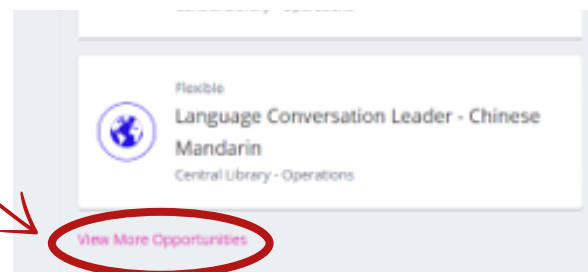 Flexible
Language Conversation Leader - Chinese
Mandarin
Central Library - Operations
View More Opportunities